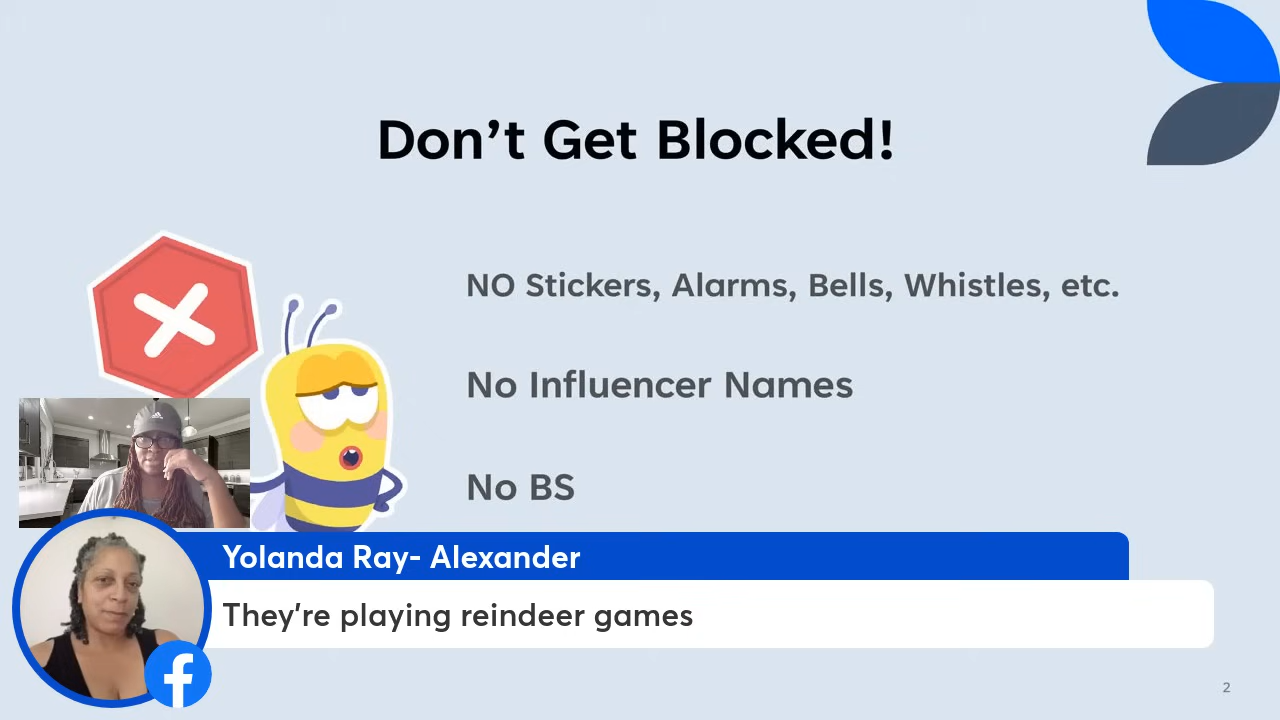 Don’t Get Blocked!
NO Stickers, Alarms, Bells, Whistles, etc.
No Influencer Names
No BS
Yolanda Ray- Alexander
They're playing reindeer games
2